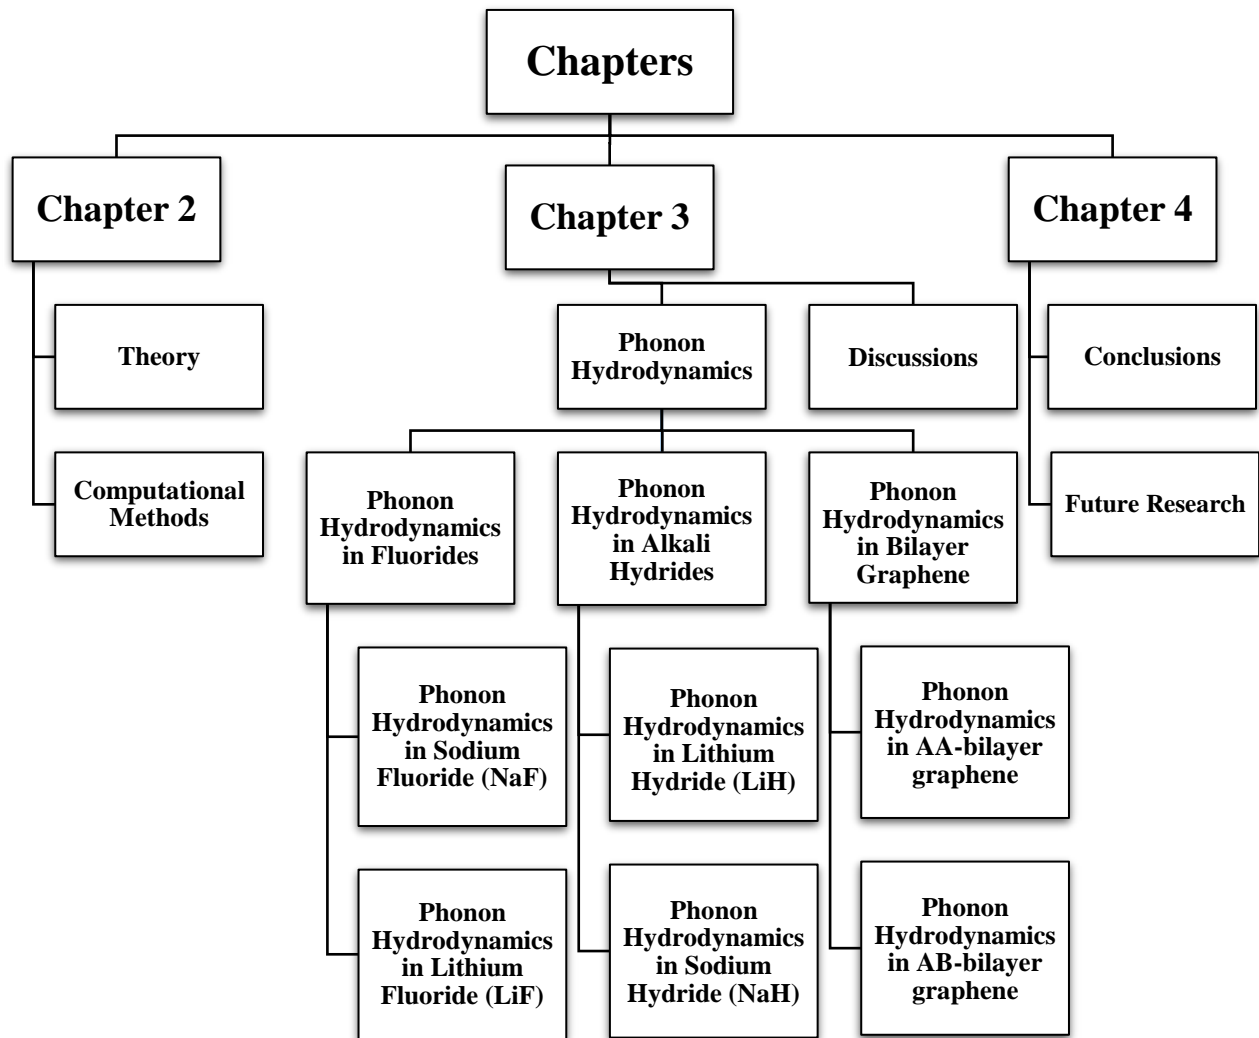 Chapters
Chapter 2
Chapter 3
Chapter 4
Theory
Computational
Methods
Phonon
Hydrodynamics
Discussions
Conclusions
Future Research
Phonon
Hydrodynamics
in Fluorides
Phonon
Hydrodynamics
in Alkali
Hydrides
Phonon
Hydrodynamics
in Bilayer
Graphene
Phonon
Hydrodynamics
in Sodium
Fluoride (NaF)
Phonon
Hydrodynamics
in Lithium
Fluoride (LiF)
Phonon
Hydrodynamics
in Lithium
Hydride (LiH)
Phonon
Hydrodynamics
in Sodium
Hydride (NaH)
Phonon
Hydrodynamics
in AA-bilayer
graphene
Phonon
Hydrodynamics
in AB-bilayer
graphene